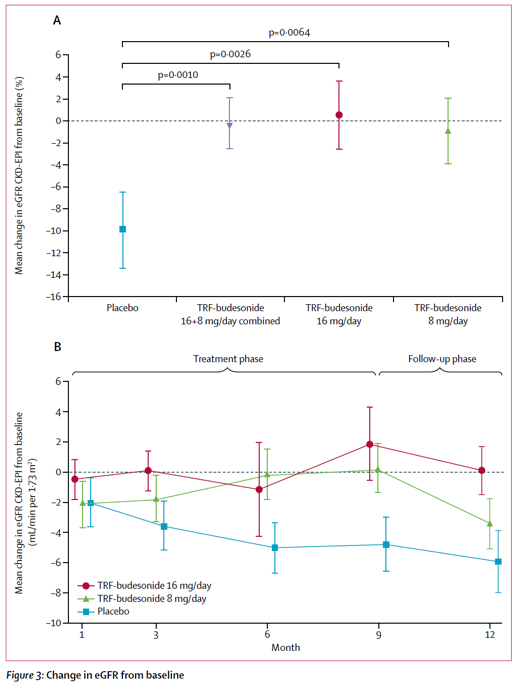 A
p=0·0064
p=0·0026
p=0·0010
Mean change in eGFR CKD-EPI from baseline (%)
6
4
2
0
−2
−4
−6
−8
−10
−12
−14
−16
Placebo
TRF-budesonide
16+8 mg/day combined
TRF-budesonide
16 mg/day
TRF-budesonide
8 mg/day
B
Treatment phase
Follow-up phase
Mean change in eGFR CKD-EPI from baseline
(mL/min per 1·73 m²)
6
4
2
0
−2
−4
−6
−8
−10
TRF-budesonide 16 mg/day
TRF-budesonide 8 mg/day
Placebo
1
3
6
9
12
Month
Figure 3: Change in eGFR from baseline